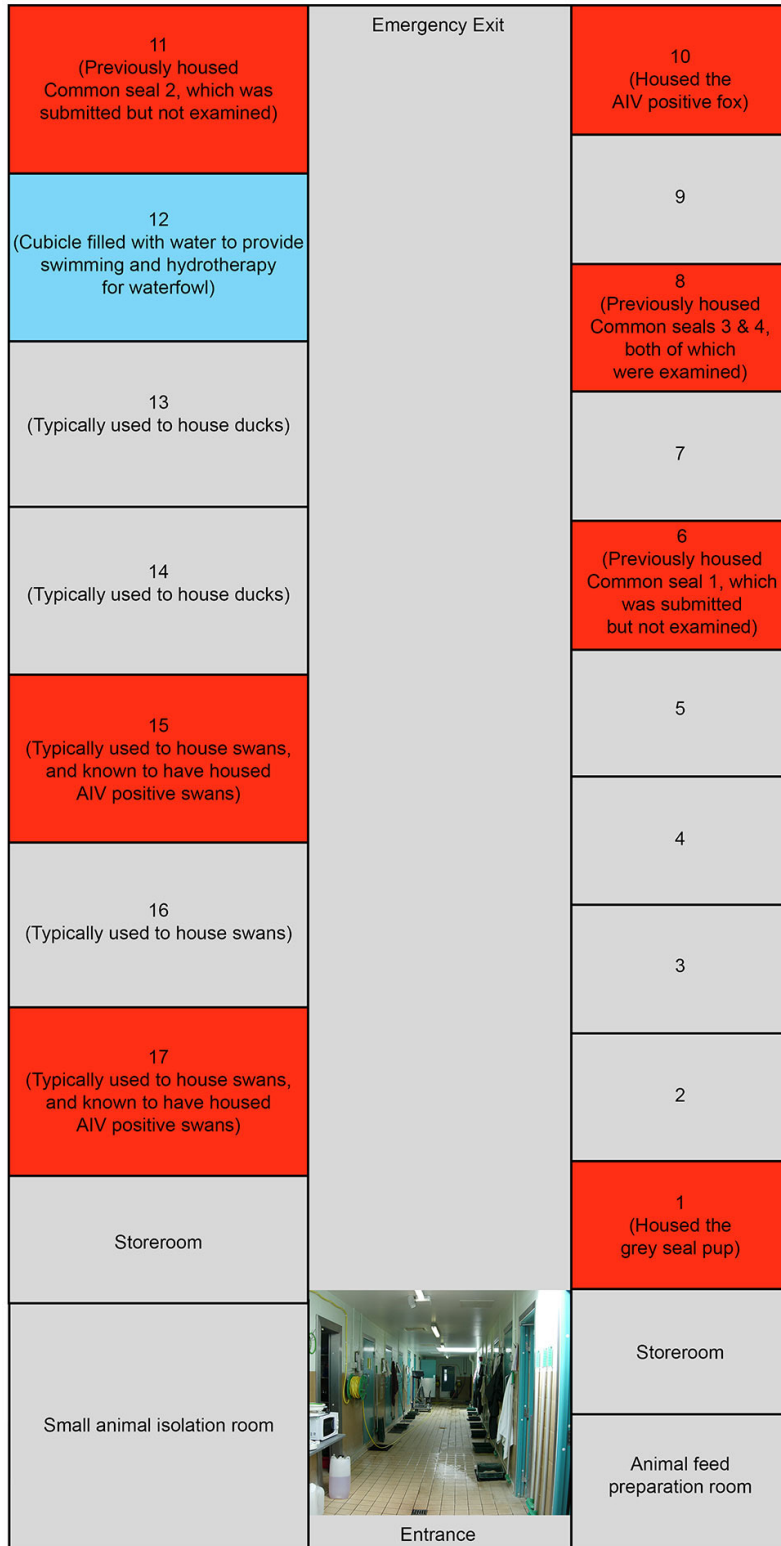 Emergency Exit
11
(Previously housed
Common seal 2, which was
submitted but not examined)
12
(Cubicle filled with water to provide
swimming and hydrotherapy
for waterfowl)
13
(Typically used to house ducks)
14
(Typically used to house ducks)
15
(Typically used to house swans,
and known to have housed
AIV positive swans)
16
(Typically used to house swans)
17
(Typically used to house swans,
and known to have housed
AIV positive swans)
Storeroom
Small animal isolation room
10
(Housed the
AIV positive fox)
9
8
(Previously housed
Common seals 3 & 4,
both of which
were examined)
7
6
(Previously housed
Common seal 1, which
was submitted
but not examined)
5
4
3
2
1
(Housed the
grey seal pup)
Storeroom
Animal feed
preparation room
Entrance